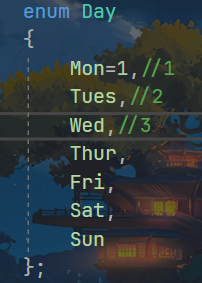 enum Day
{
Mon=1,//1
Tues,//2
Wed,//3
Thur,
Fri,
Sat,
Sun
};